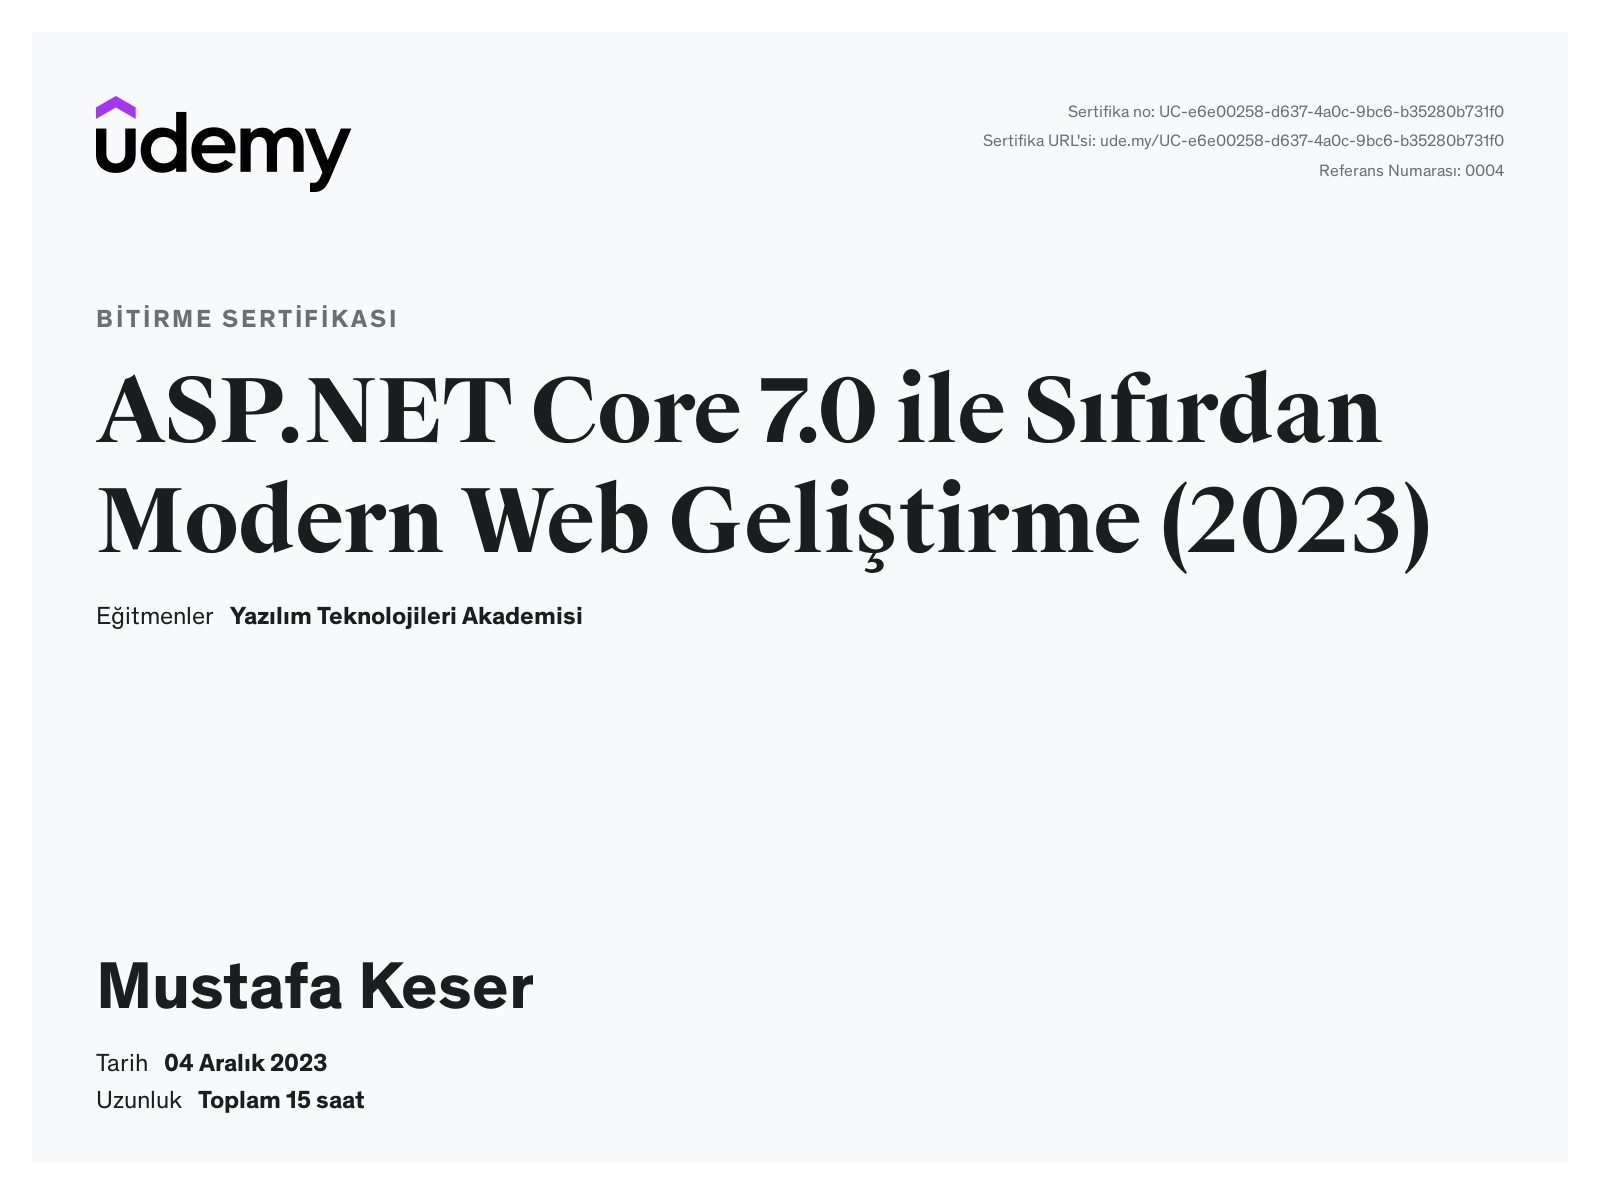 udemy
Sertifika no: UC-e6e00258-d637-4a0c-9bc6-b35280b731f0
Sertifika URL'si: ude.my/UC-e6e00258-d637-4a0c-9bc6-b35280b731f0
Referans Numarası: 0004
BİTİRME SERTİFİKASI
ASP.NET Core 7.0 ile Sıfırdan
Modern Web Geliştirme (2023)
Eğitmenler Yazılım Teknolojileri Akademisi
Mustafa Keser
Tarih 04 Aralık 2023
Uzunluk Toplam 15 saat